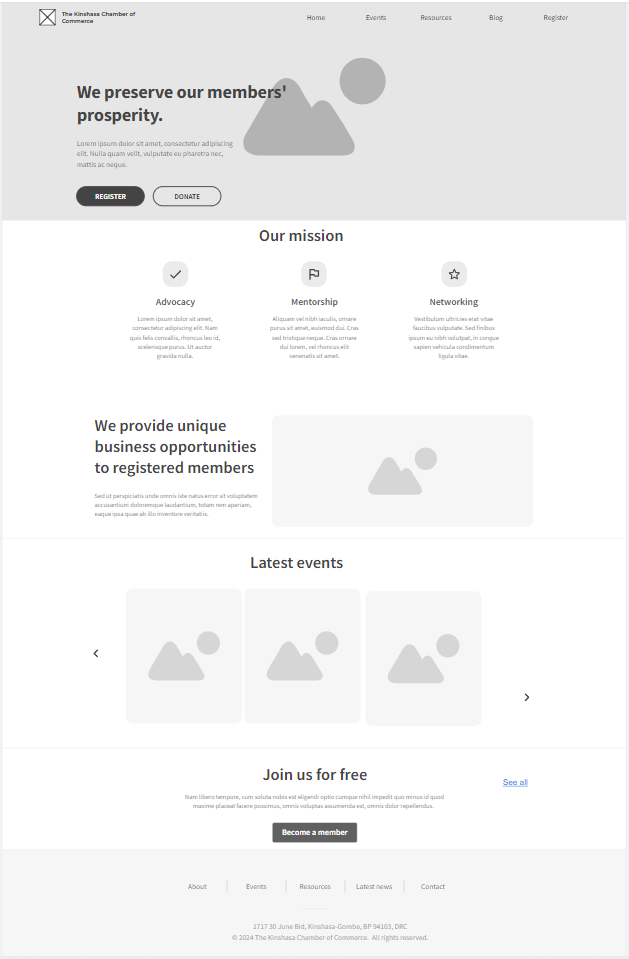 The Kinshasa Chamber of
Commerce
Home Events Resources Blog Register
We preserve our members'
prosperity.
Lorem ipsum dolor sit amet, consectetur adipiscing
elit. Nulla quam velit, vulputate eu pharetra nec,
mattis ac neque.
REGISTER DONATE
Our mission
Advocacy
Lorem ipsum dolor sit amet,
consectetur adipiscing elit. Nam
quis felis convallis, rhoncus leo id,
scelerisque purus. Ut auctor
gravida nulla.
Mentorship
Aliquam vel nibh iaculis, ornare
purus sit amet, euismod dui. Cras
sed tristique neque. Cras ornare
dui lorem, vel rhoncus elit
venenatis sit amet.
Networking
Vestibulum ultricies erat vitae
faucibus vulputate. Sed finibus
ipsum eu nibh volutpat, in congue
sapien vehicula condimentum
ligula vitae.
We provide unique
business opportunities
to registered members
Sed ut perspiciatis unde omnis iste natus error sit voluptatem
accusantium doloremque laudantium, totam rem aperiam,
eaque ipsa quae ab illo inventore veritatis.
Latest events
Join us for free
See all
Nam libero tempore, cum soluta nobis est eligendi optio cumque nihil impedit quo minus id quod
maxime placeat facere possimus, omnis voluptas assumenda est, omnis dolor repellendus.
Become a member
About Events Resources Latest news Contact
1717 30 June Bld, Kinshasa-Gombe, BP 94103, DRC
© 2024 The Kinshasa Chamber of Commerce. All rights reserved.